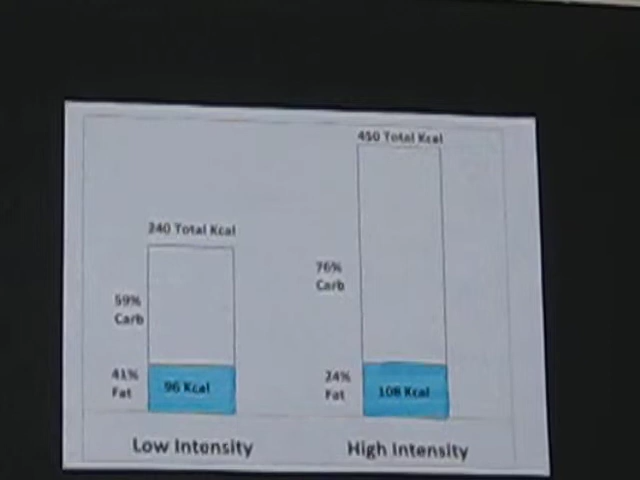 450 Total Kcal
240 Total Kcal
76%
Carb
59%
Carb
41%
Fat
96 Kcal
24%
Fat
108 Kcal
Low Intensity
High Intensity